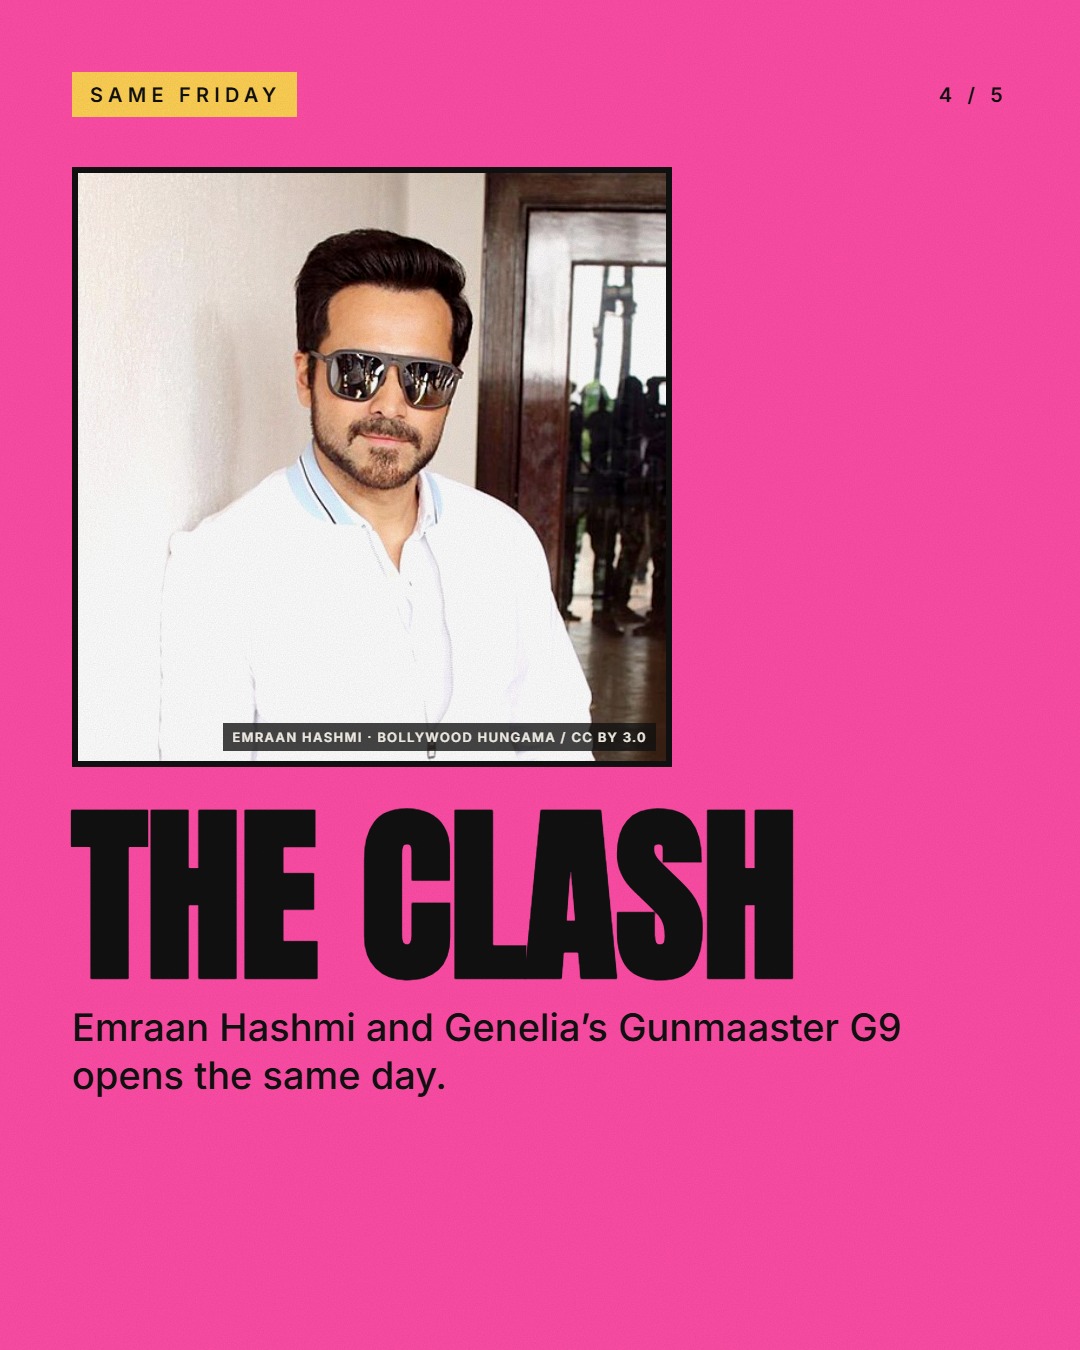 SAME FRIDAY
4 / 5
EMRAAN HASHMI · BOLLYWOOD HUNGAMA / CC BY 3.0
THE CLASH
Emraan Hashmi and Genelia’s Gunmaaster G9
opens the same day.